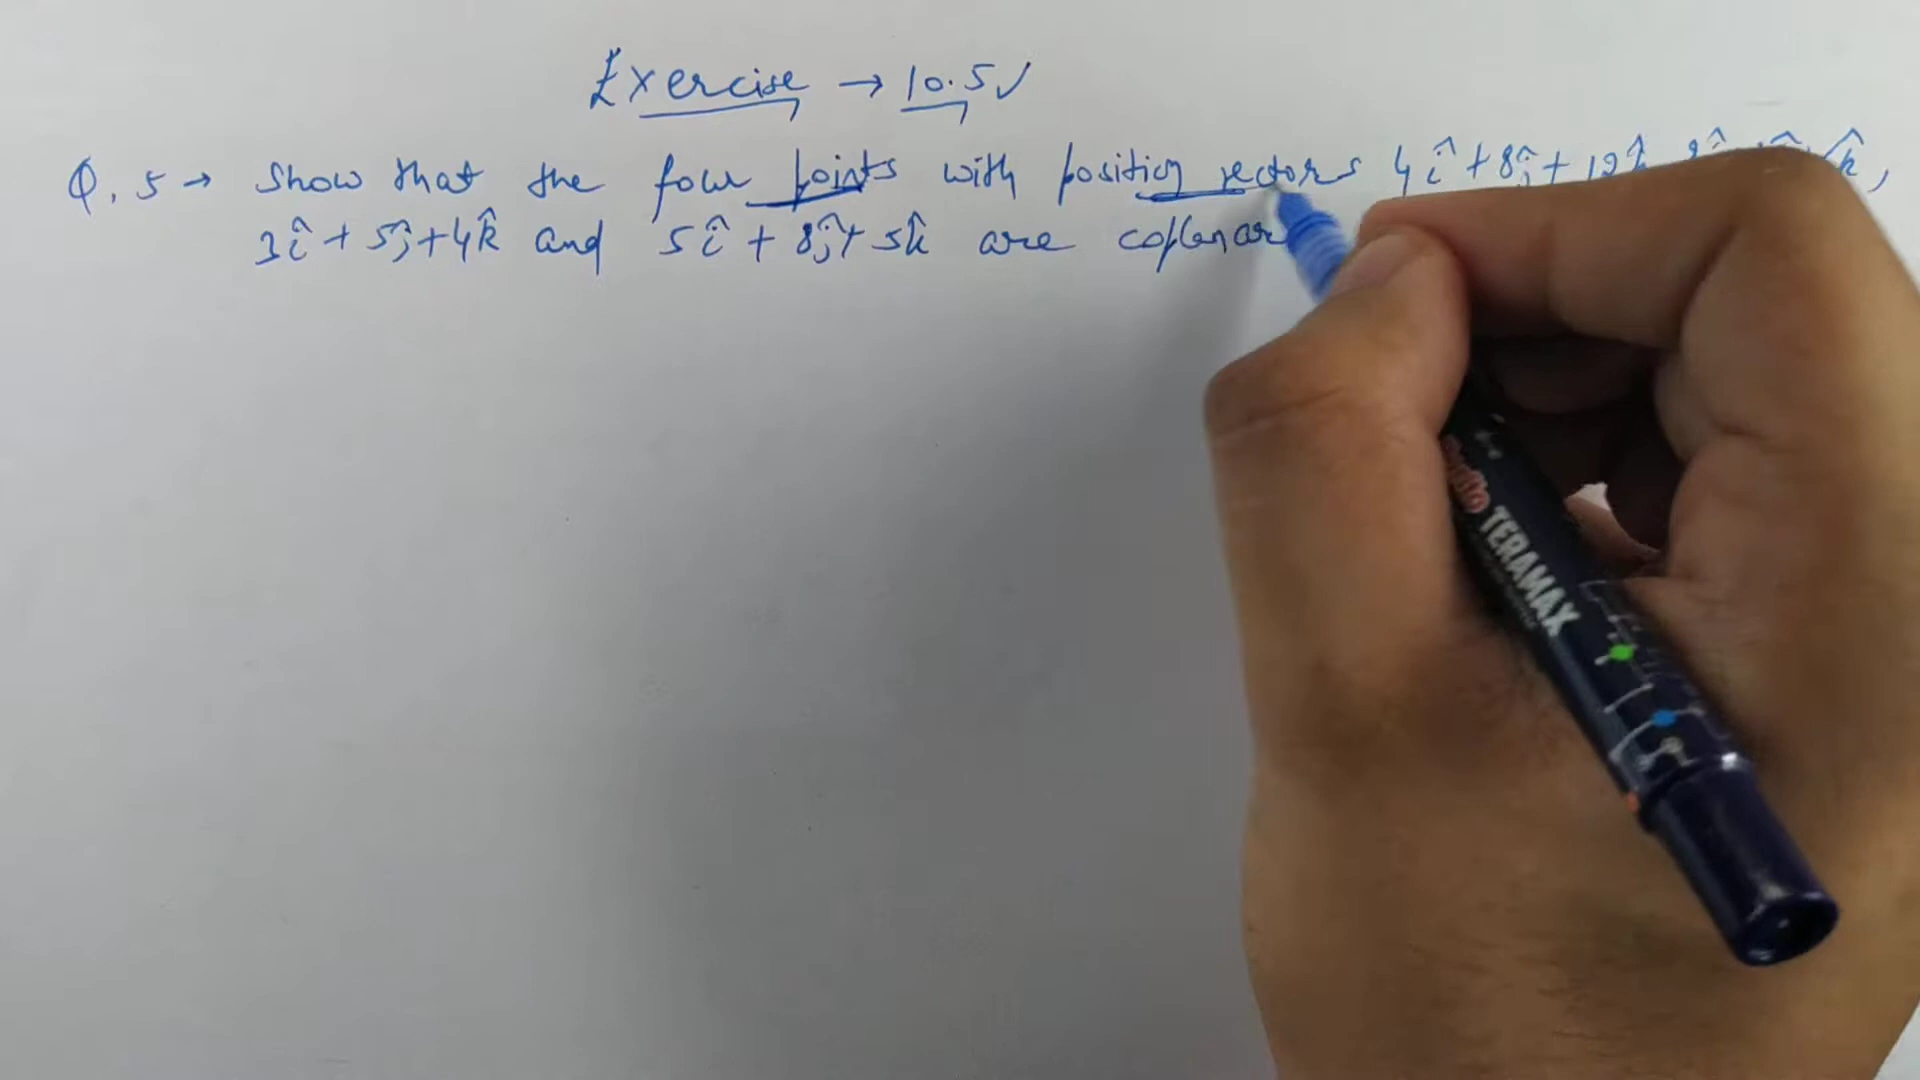 Exercise → 10.5 ✓
Q. 5 → Show that the four points with position vectors 4î + 8ĵ + 12k̂ k̂,
3î + 5ĵ + 4k̂ and 5î + 8ĵ + 5k̂ are coplanar
TERAMAX